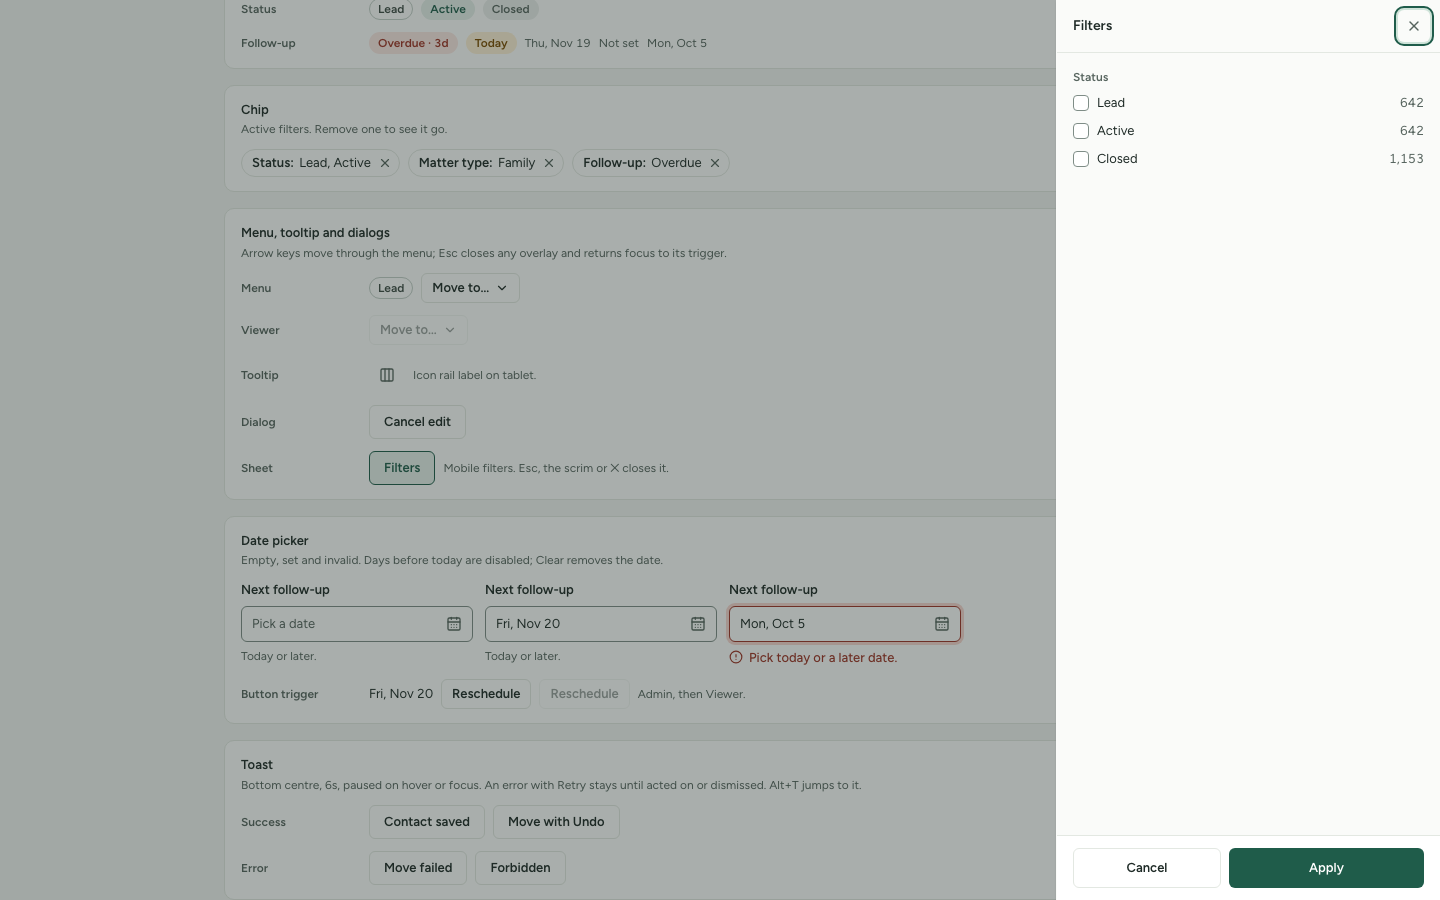 Status Lead Active Closed
Follow-up Overdue · 3d Today Thu, Nov 19 Not set Mon, Oct 5
Chip
Active filters. Remove one to see it go.
Status: Lead, Active Matter type: Family Follow-up: Overdue
Menu, tooltip and dialogs
Arrow keys move through the menu; Esc closes any overlay and returns focus to its trigger.
Menu Lead Move to...
Viewer Move to...
Tooltip Icon rail label on tablet.
Dialog Cancel edit
Sheet Filters Mobile filters. Esc, the scrim or ✕ closes it.
Date picker
Empty, set and invalid. Days before today are disabled; Clear removes the date.
Next follow-up Next follow-up Next follow-up
Pick a date Fri, Nov 20 Mon, Oct 5
Today or later. Today or later. Pick today or a later date.
Button trigger Fri, Nov 20 Reschedule Reschedule Admin, then Viewer.
Toast
Bottom centre, 6s, paused on hover or focus. An error with Retry stays until acted on or dismissed. Alt+T jumps to it.
Success Contact saved Move with Undo
Error Move failed Forbidden
Filters
Status
Lead 642
Active 642
Closed 1,153
Cancel Apply